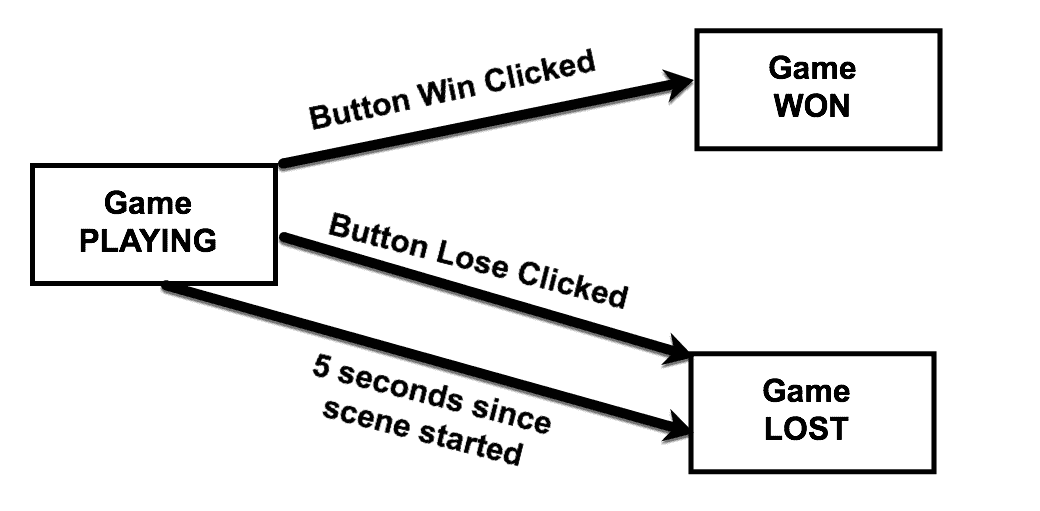 Button Win Clicked
Game
WON
Game
PLAYING
Button Lose Clicked
5 seconds since
scene started
Game
LOST